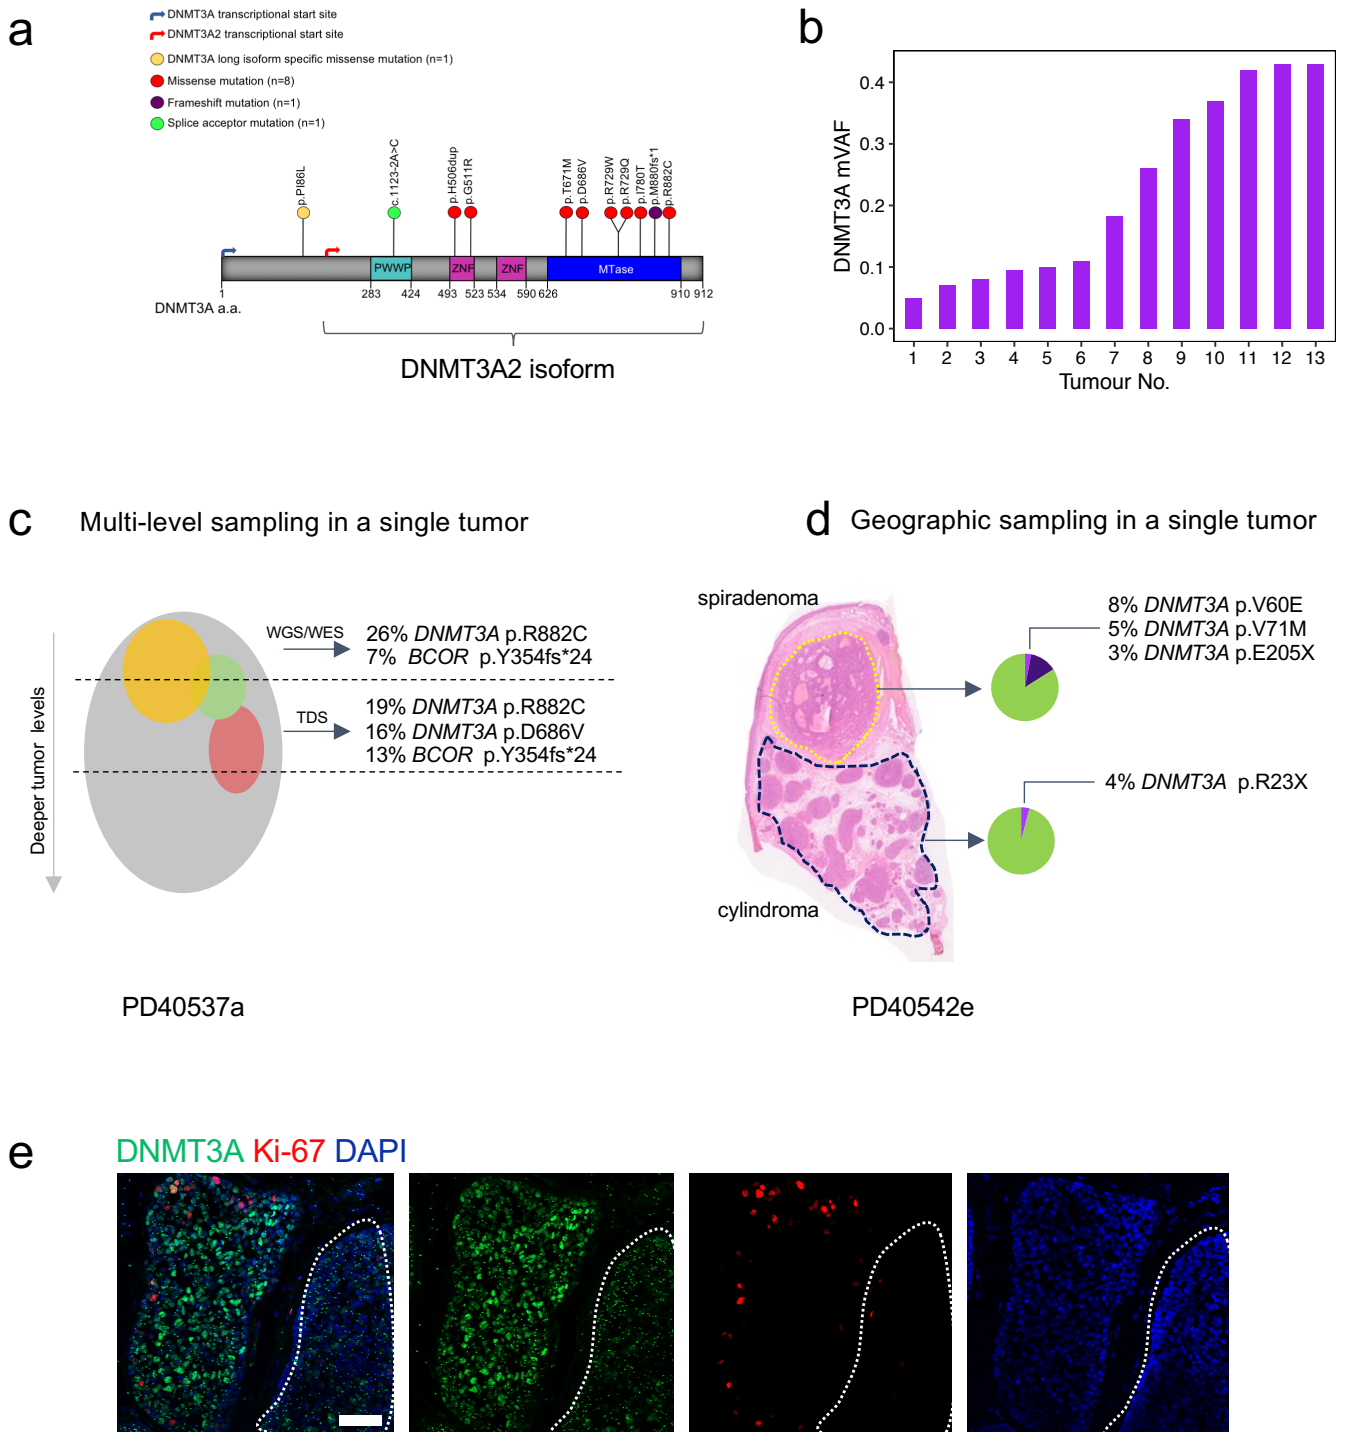 a
DNMT3A transcriptional start site
DNMT3A2 transcriptional start site
DNMT3A long isoform specific missense mutation (n=1)
Missense mutation (n=8)
Frameshift mutation (n=1)
Splice acceptor mutation (n=1)
p.PI86L
c.1123-2A>C
p.H506dup
p.G511R
p.T671M
p.D686V
p.R729W
p.R729Q
p.I780T
p.M880fs*1
p.R882C
PWWP
ZNF
ZNF
MTase
1
283
424
493
523
534
590
626
910
912
DNMT3A a.a.
DNMT3A2 isoform
b
DNMT3A mVAF
0.4
0.3
0.2
0.1
0.0
1 2 3 4 5 6 7 8 9 10 11 12 13
Tumour No.
c
Multi-level sampling in a single tumor
Deeper tumor levels
WGS/WES
26% DNMT3A p.R882C
7% BCOR p.Y354fs*24
TDS
19% DNMT3A p.R882C
16% DNMT3A p.D686V
13% BCOR p.Y354fs*24
PD40537a
d
Geographic sampling in a single tumor
spiradenoma
8% DNMT3A p.V60E
5% DNMT3A p.V71M
3% DNMT3A p.E205X
4% DNMT3A p.R23X
cylindroma
PD40542e
e
DNMT3A Ki-67 DAPI